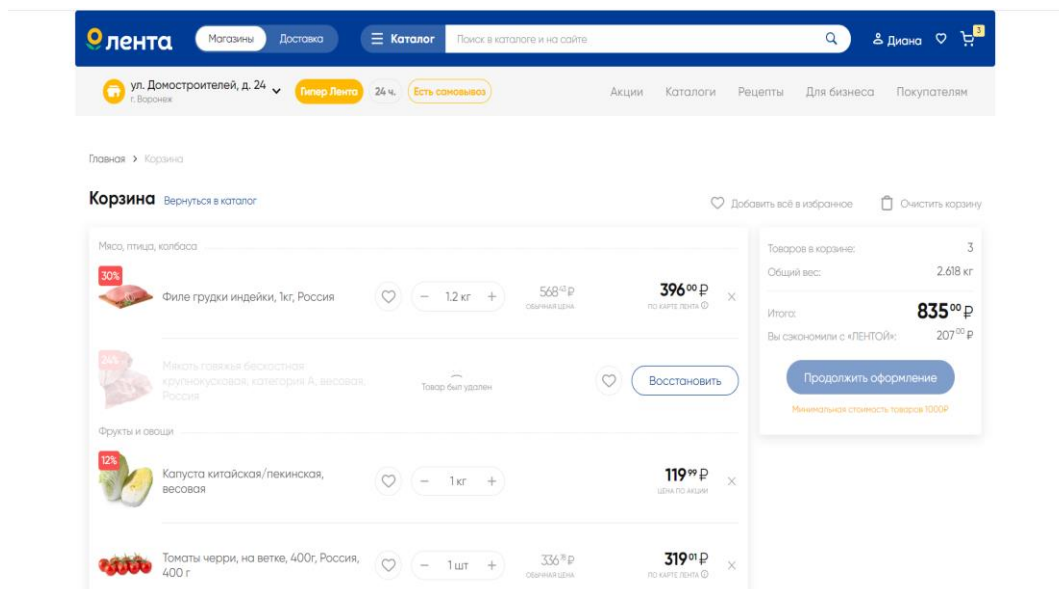 лента
Магазины Доставка Каталог Поиск в каталоге и на сайте Диана 3
ул. Домостроителей, д. 24 Гипер Лента 24 ч. Есть самовывоз Акции Каталоги Рецепты Для бизнеса Покупателям
г. Воронеж
Главная > Корзина
Корзина Вернуться в каталог Добавить всё в избранное Очистить корзину
Мясо, птица, колбаса
30%
Филе грудки индейки, 1кг, Россия − 1.2 кг + 396 00 ₽
ОБЫЧНАЯ ЦЕНА ПО КАРТЕ ЛЕНТА
Мякоть говяжья бескостная
крупнокусковая, категория А, весовая,
Россия
Товар был удален Восстановить
Фрукты и овощи
12%
Капуста китайская/пекинская,
весовая
− 1 кг + 119 99 ₽
ЦЕНА ПО АКЦИИ
Томаты черри, на ветке, 400г, Россия,
400 г
− 1 шт + 319 01 ₽
ОБЫЧНАЯ ЦЕНА ПО КАРТЕ ЛЕНТА
Товаров в корзине: 3
Общий вес: 2.618 кг
Итого: 835 00 ₽
Вы сэкономили с «ЛЕНТОЙ»: 207 00 ₽
Продолжить оформление
Минимальная стоимость товаров 1000₽